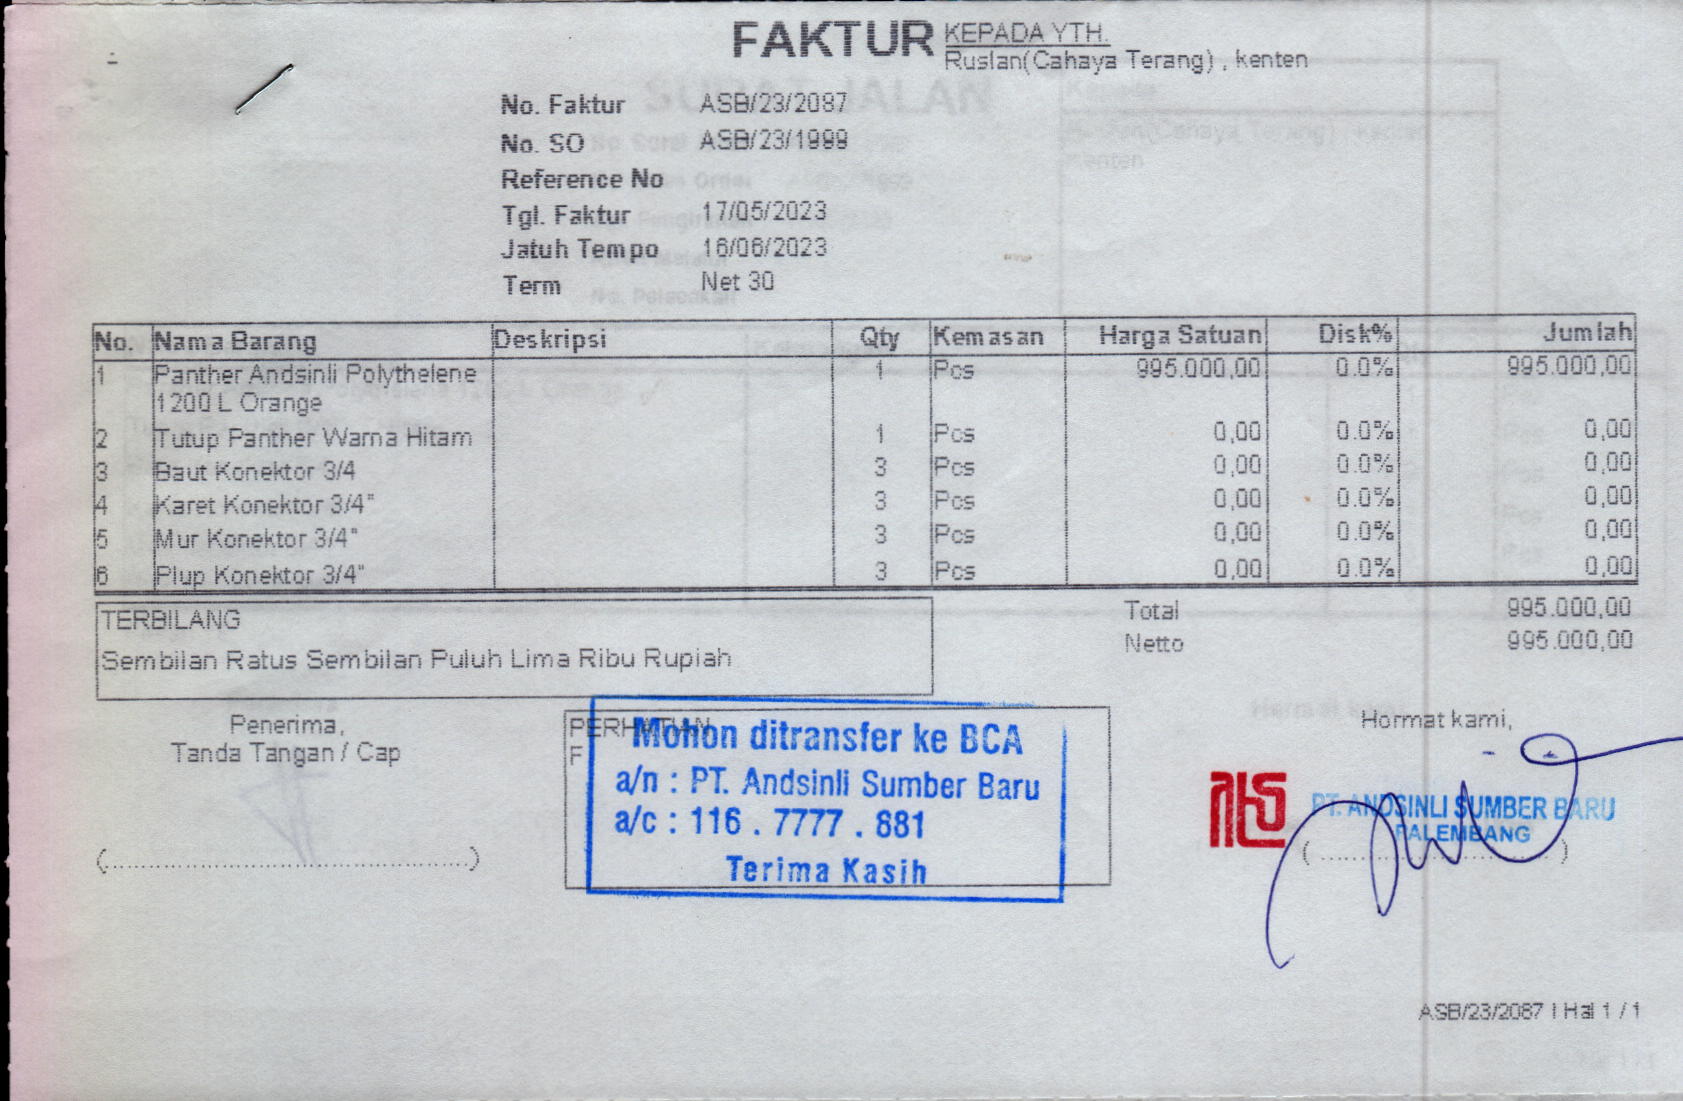 FAKTUR
KEPADA YTH.
Ruslan(Cahaya Terang) , kenten
No. Faktur ASB/23/2087
No. SO ASB/23/1999
Reference No
Tgl. Faktur 17/05/2023
Jatuh Tempo 16/06/2023
Term Net 30
No. Nama Barang Deskripsi Qty Kemasan Harga Satuan Disk% Jumlah
1 Panther Andsinli Polythelene 1 Pcs 995.000,00 0.0% 995.000,00
1200 L Orange
2 Tutup Panther Warna Hitam 1 Pcs 0,00 0.0% 0,00
3 Baut Konektor 3/4 3 Pcs 0,00 0.0% 0,00
4 Karet Konektor 3/4" 3 Pcs 0,00 0.0% 0,00
5 Mur Konektor 3/4" 3 Pcs 0,00 0.0% 0,00
6 Plup Konektor 3/4" 3 Pcs 0,00 0.0% 0,00
Total 995.000,00
Netto 995.000,00
TERBILANG
Sembilan Ratus Sembilan Puluh Lima Ribu Rupiah
Penerima,
Tanda Tangan / Cap
(....................................................)
PERHATIAN
F
Mohon ditransfer ke BCA
a/n : PT. Andsinli Sumber Baru
a/c : 116 . 7777 . 881
Terima Kasih
Hormat kami,
PT. ANDSINLI SUMBER BARU
PALEMBANG
( ................................ )
ASB/23/2087 | Hal 1 / 1